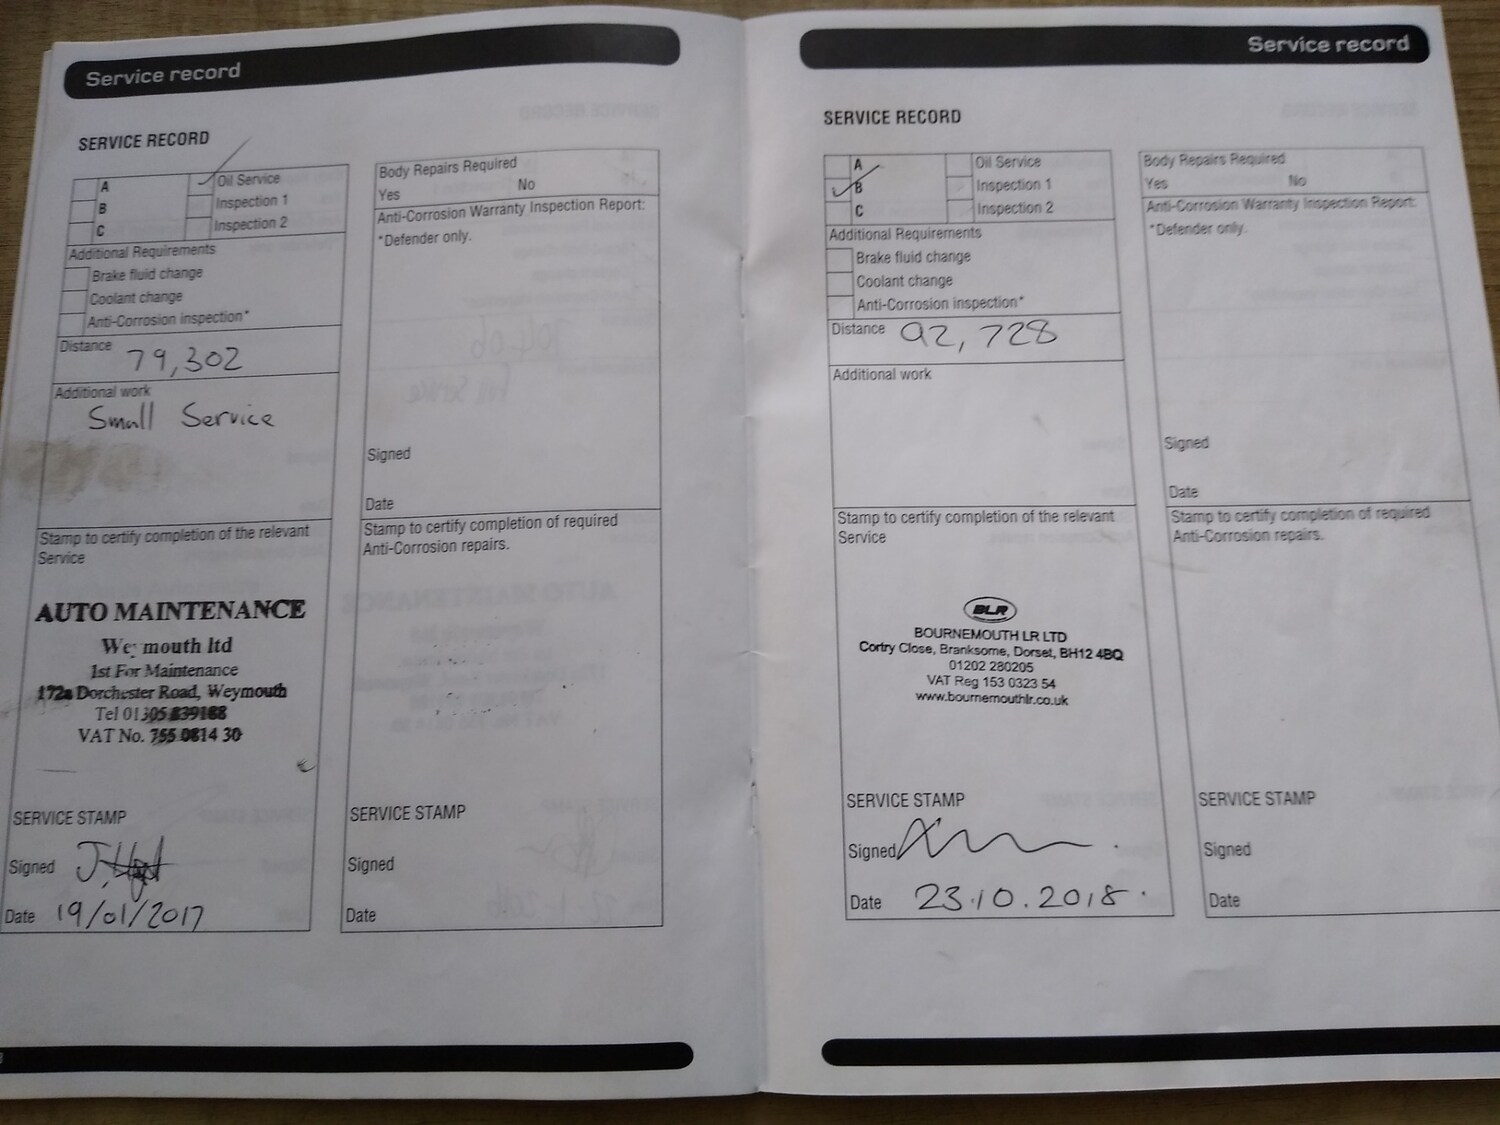 Service record
SERVICE RECORD
A
B
C
Oil Service
Inspection 1
Inspection 2
Additional Requirements
Brake fluid change
Coolant change
Anti-Corrosion inspection*
Distance 79,302
Additional work
Small Service
Stamp to certify completion of the relevant
Service
AUTO MAINTENANCE
Weymouth ltd
1st For Maintenance
172a Dorchester Road, Weymouth
Tel 01305 839188
VAT No. 755 0814 30
SERVICE STAMP
Signed
Date 19/01/2017
Body Repairs Required
Yes No
Anti-Corrosion Warranty Inspection Report:
*Defender only.
Signed
Date
Stamp to certify completion of required
Anti-Corrosion repairs.
SERVICE STAMP
Signed
Date
Service record
SERVICE RECORD
A
B
C
Oil Service
Inspection 1
Inspection 2
Additional Requirements
Brake fluid change
Coolant change
Anti-Corrosion inspection*
Distance 92,728
Additional work
Stamp to certify completion of the relevant
Service
BLR
BOURNEMOUTH LR LTD
Cortry Close, Branksome, Dorset, BH12 4BQ
01202 280205
VAT Reg 153 0323 54
www.bournemouthlr.co.uk
SERVICE STAMP
Signed
Date 23.10.2018.
Body Repairs Required
Yes No
Anti-Corrosion Warranty Inspection Report:
*Defender only.
Signed
Date
Stamp to certify completion of required
Anti-Corrosion repairs.
SERVICE STAMP
Signed
Date